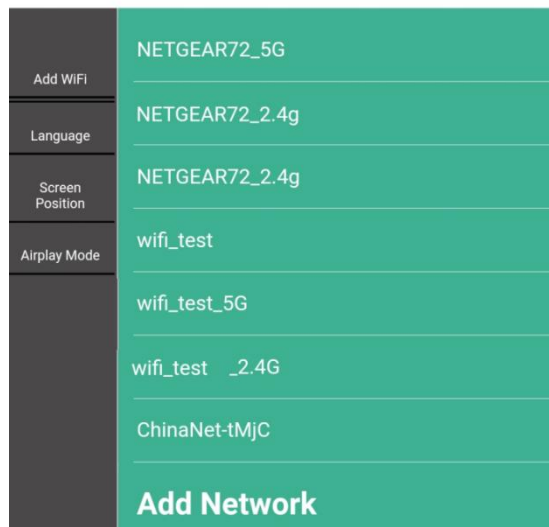 Add WiFi
Language
Screen
Position
Airplay Mode
NETGEAR72_5G
NETGEAR72_2.4g
NETGEAR72_2.4g
wifi_test
wifi_test_5G
wifi_test _2.4G
ChinaNet-tMjC
Add Network